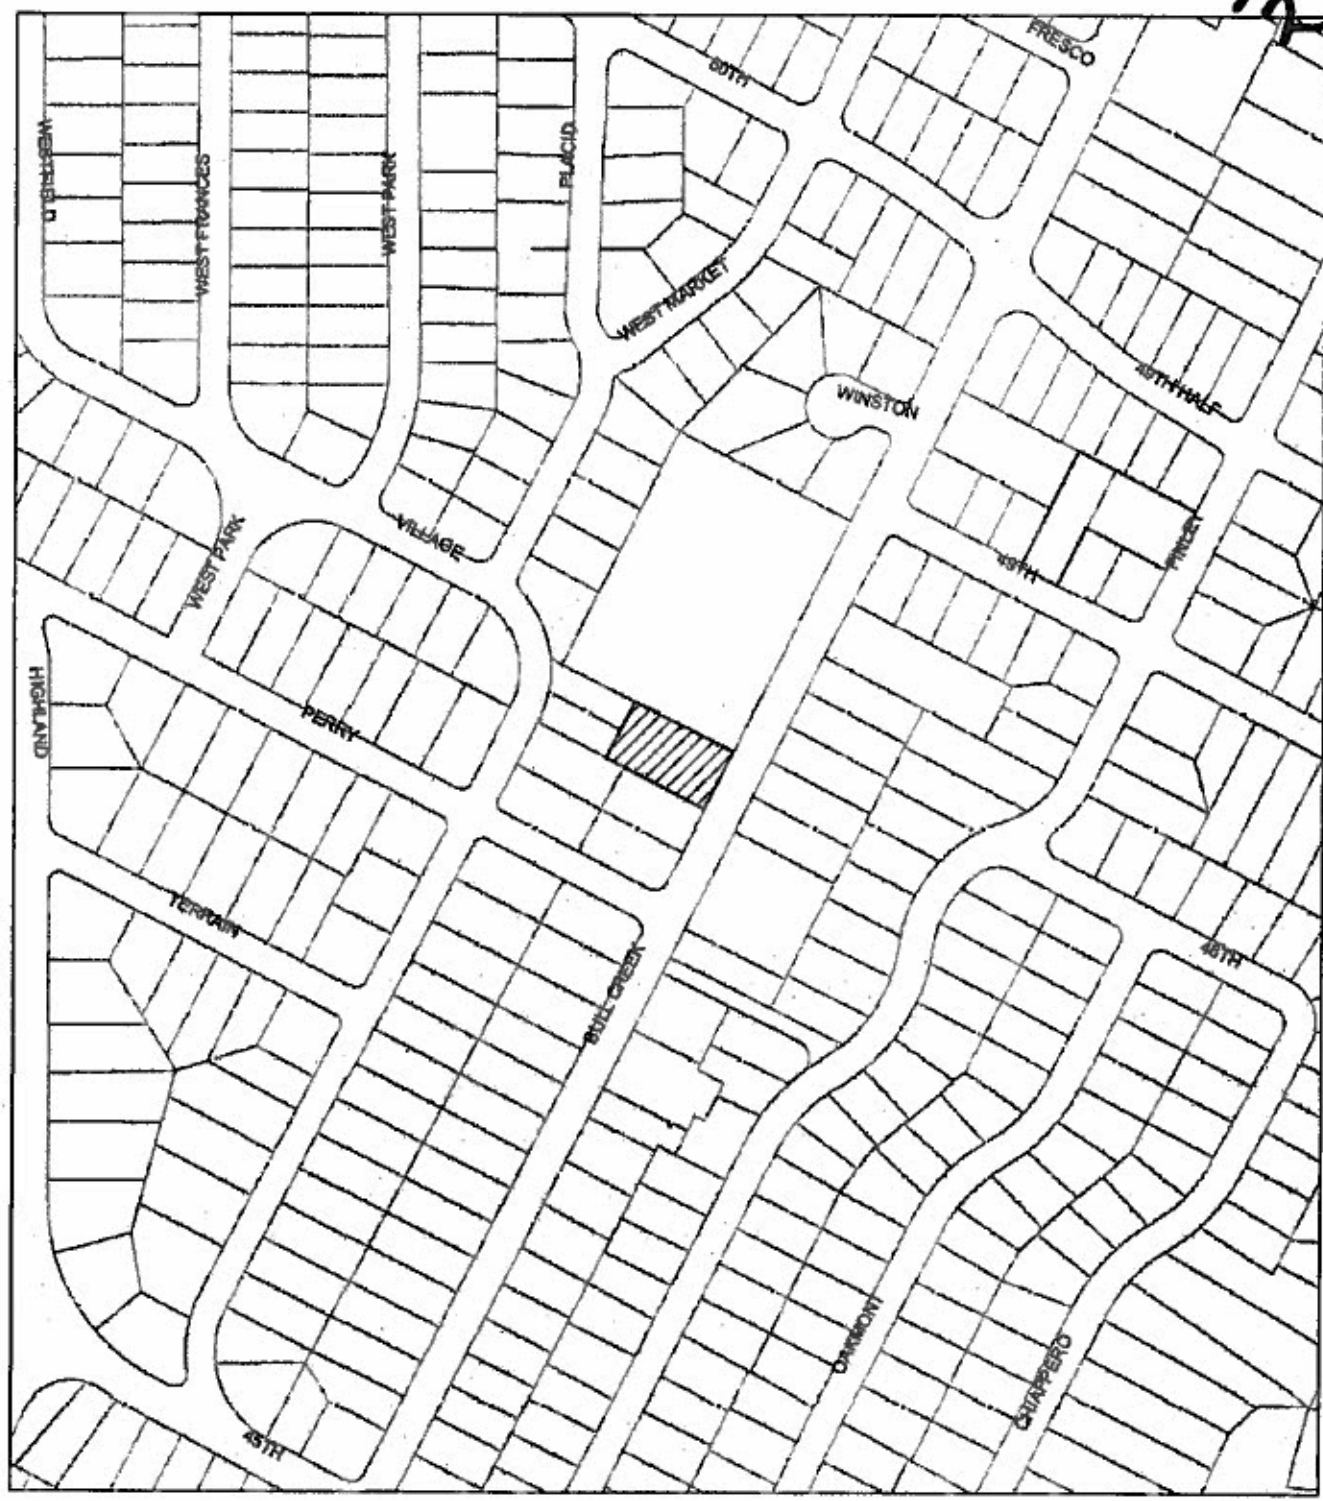 FRESCO
50TH
WESTFIELD
WEST FRANCES
WEST PARK
PLACID
WEST MARKET
WINSTON
49TH HALF
VILLAGE
WEST PARK
49TH
FINLEY
HIGHLAND
PERRY
TERRAIN
BULL CREEK
48TH
OAKMONT
CHIAPPERO
45TH